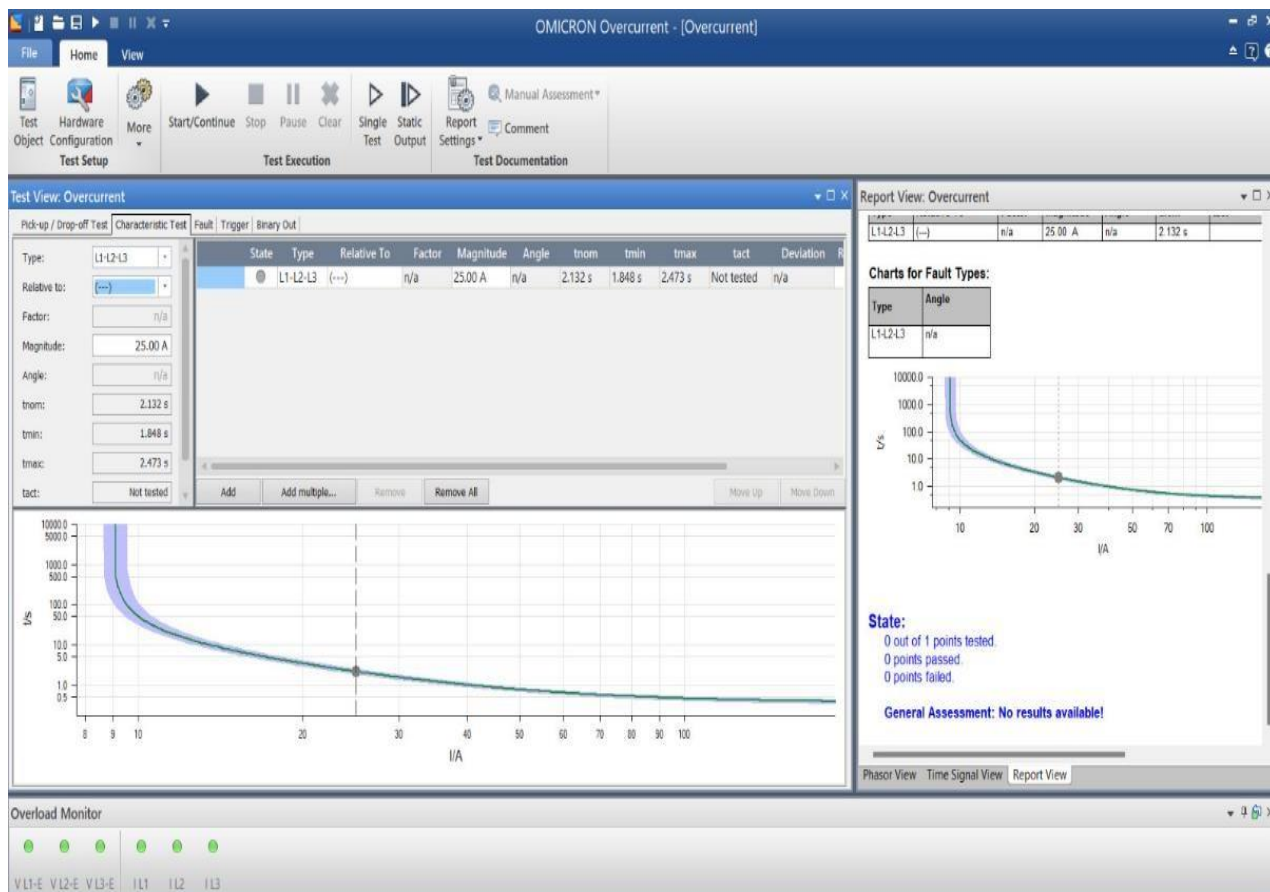 OMICRON Overcurrent - [Overcurrent]
File Home View
Test Object
Hardware Configuration
More
Test Setup
Start/Continue Stop Pause Clear
Single Test
Static Output
Test Execution
Report Settings
Manual Assessment
Comment
Test Documentation
Test View: Overcurrent
Pick-up / Drop-off Test Characteristic Test Fault Trigger Binary Out
Type: L1-L2-L3
Relative to: (---)
Factor: n/a
Magnitude: 25.00 A
Angle: n/a
tnom: 2.132 s
tmin: 1.848 s
tmax: 2.473 s
tact: Not tested
State Type Relative To Factor Magnitude Angle tnom tmin tmax tact Deviation
L1-L2-L3 (---) n/a 25.00 A n/a 2.132 s 1.848 s 2.473 s Not tested n/a
Add Add multiple... Remove Remove All Move Up Move Down
10000.0
5000.0
1000.0
500.0
100.0
50.0
10.0
5.0
1.0
0.5
t/s
8 9 10 20 30 40 50 60 70 80 90 100
I/A
Report View: Overcurrent
L1-L2-L3 (---) n/a 25.00 A n/a 2.132 s
Charts for Fault Types:
Type Angle
L1-L2-L3 n/a
10000.0
1000.0
100.0
10.0
1.0
t/s
10 20 30 50 70 100
I/A
State:
0 out of 1 points tested.
0 points passed.
0 points failed.
General Assessment: No results available!
Phasor View Time Signal View Report View
Overload Monitor
V L1-E V L2-E V L3-E I L1 I L2 I L3